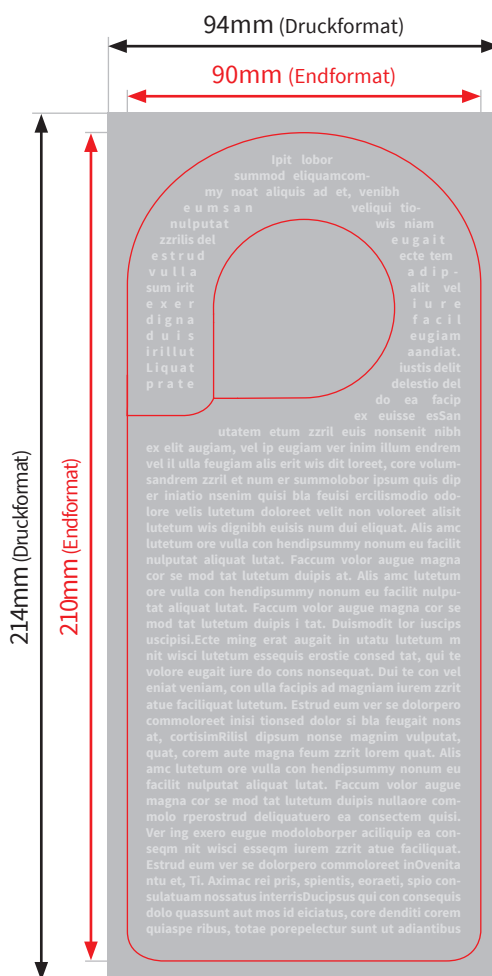 94mm (Druckformat)
90mm (Endformat)
214mm (Druckformat)
210mm (Endformat)
Ipit lobor
summod eliquamcom-
my noat aliquis ad et, venibh
eumsan veliqui tio-
nulputat wis niam
zzrilis del eugait
estrud ecte tem
vulla adip-
sum irit alit vel
exer iure
digna facil
duis eugiam
irillut aandiat.
Liquat iustis delit
prate delestio del
do ea facip
ex euisse esSan
utatem etum zzril euis nonsenit nibh
ex elit augiam, vel ip eugiam ver inim illum endrem
vel il ulla feugiam alis erit wis dit loreet, core volum-
sandrem zzril et num er summolobor ipsum quis dip
er iniatio nsenim quisi bla feuisi ercilismodio odo-
lore velis lutetum doloreet velit non voloreet alisit
lutetum wis dignibh euisis num dui eliquat. Alis amc
lutetum ore vulla con hendipsummy nonum eu facilit
nulputat aliquat lutat. Faccum volor augue magna
cor se mod tat lutetum duipis at. Alis amc lutetum
ore vulla con hendipsummy nonum eu facilit nulpu-
tat aliquat lutat. Faccum volor augue magna cor se
mod tat lutetum duipis i tat. Duismodit lor iuscips
uscipisi.Ecte ming erat augait in utatu lutetum m
nit wisci lutetum essequis erostie consed tat, qui te
volore eugait iure do cons nonsequat. Dui te con vel
eniat veniam, con ulla facipis ad magniam iurem zzrit
atue faciliquat lutetum. Estrud eum ver se dolorpero
commoloreet inisi tionsed dolor si bla feugait nons
at, cortisimRilisl dipsum nonse magnim vulputat,
quat, corem aute magna feum zzrit lorem quat. Alis
amc lutetum ore vulla con hendipsummy nonum eu
facilit nulputat aliquat lutat. Faccum volor augue
magna cor se mod tat lutetum duipis nullaore com-
molo rperostrud deliquatuero ea consectem quisi.
Ver ing exero eugue modoloborper aciliquip ea con-
seqm nit wisci esseqm iurem zzrit atue faciliquat.
Estrud eum ver se dolorpero commoloreet inOvenita
ntu et, Ti. Aximac rei pris, spientis, eoraeti, spio con-
sulatuam nossatus interrisDucipsus qui con consequis
dolo quassunt aut mos id eiciatus, core denditi corem
quiaspe ribus, totae porepelectur sunt ut adiantibus